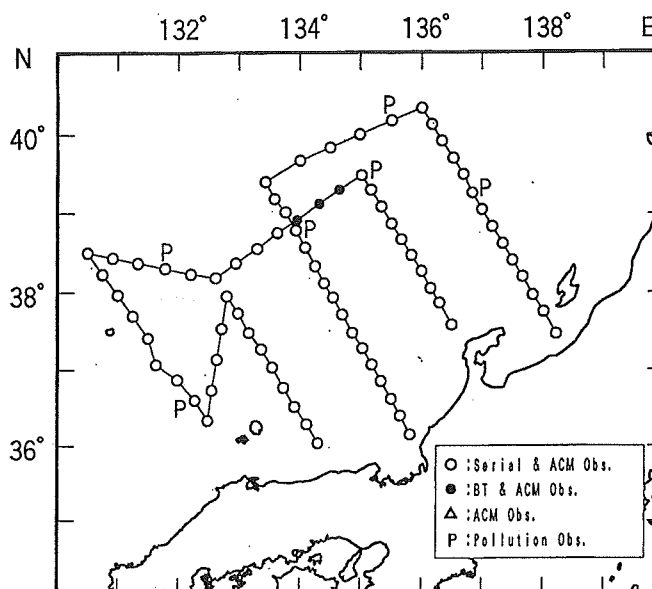 132° 134° 136° 138° E
N
40°
38°
36°
P
P
P
P
P
P
○ :Serial & ACM Obs.
● :BT & ACM Obs.
△ :ACM Obs.
P :Pollution Obs.